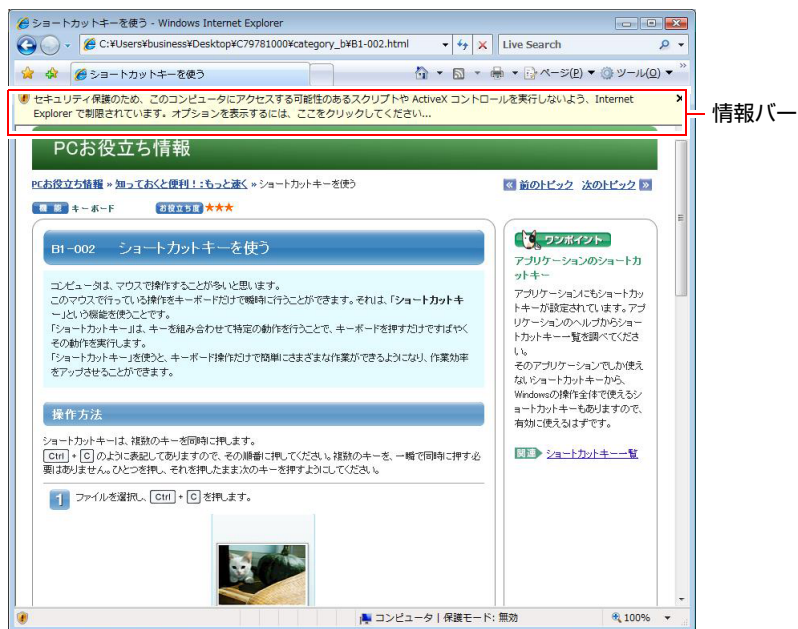 ショートカットキーを使う - Windows Internet Explorer
C:¥Users¥business¥Desktop¥C79781000¥category_b¥B1-002.html
Live Search
ショートカットキーを使う
ページ(P)
ツール(O)
セキュリティ保護のため、このコンピュータにアクセスする可能性のあるスクリプトや ActiveX コントロールを実行しないよう、Internet
Explorer で制限されています。オプションを表示するには、ここをクリックしてください...
情報バー
PCお役立ち情報
PCお役立ち情報 » 知っておくと便利！:もっと速く » ショートカットキーを使う
前のトピック 次のトピック
機 能 キーボード お役立ち度 ★★★
B1-002 ショートカットキーを使う
コンピュータは、マウスで操作することが多いと思います。
このマウスで行っている操作をキーボードだけで瞬時に行うことができます。それは、「ショートカットキ
ー」という機能を使うことです。
「ショートカットキー」は、キーを組み合わせて特定の動作を行うことで、キーボードを押すだけですばやく
その動作を実行します。
「ショートカットキー」を使うと、キーボード操作だけで簡単にさまざまな作業ができるようになり、作業効率
をアップさせることができます。
操作方法
ショートカットキーは、複数のキーを同時に押します。
Ctrl + C のように表記してありますので、その順番に押してください。複数のキーを、一瞬で同時に押す必
要はありません。ひとつを押し、それを押したまま次のキーを押すようにしてください。
1 ファイルを選択し、Ctrl + C を押します。
ワンポイント
アプリケーションのショートカ
ットキー
アプリケーションにもショートカッ
トキーが設定されています。アプ
リケーションのヘルプからショー
トカットキー一覧を調べてくださ
い。
そのアプリケーションでしか使え
ないショートカットキーから、
Windowsの操作全体で使えるシ
ョートカットキーもありますので、
有効に使えるはずです。
関連 ショートカットキー一覧
コンピュータ | 保護モード: 無効
100%